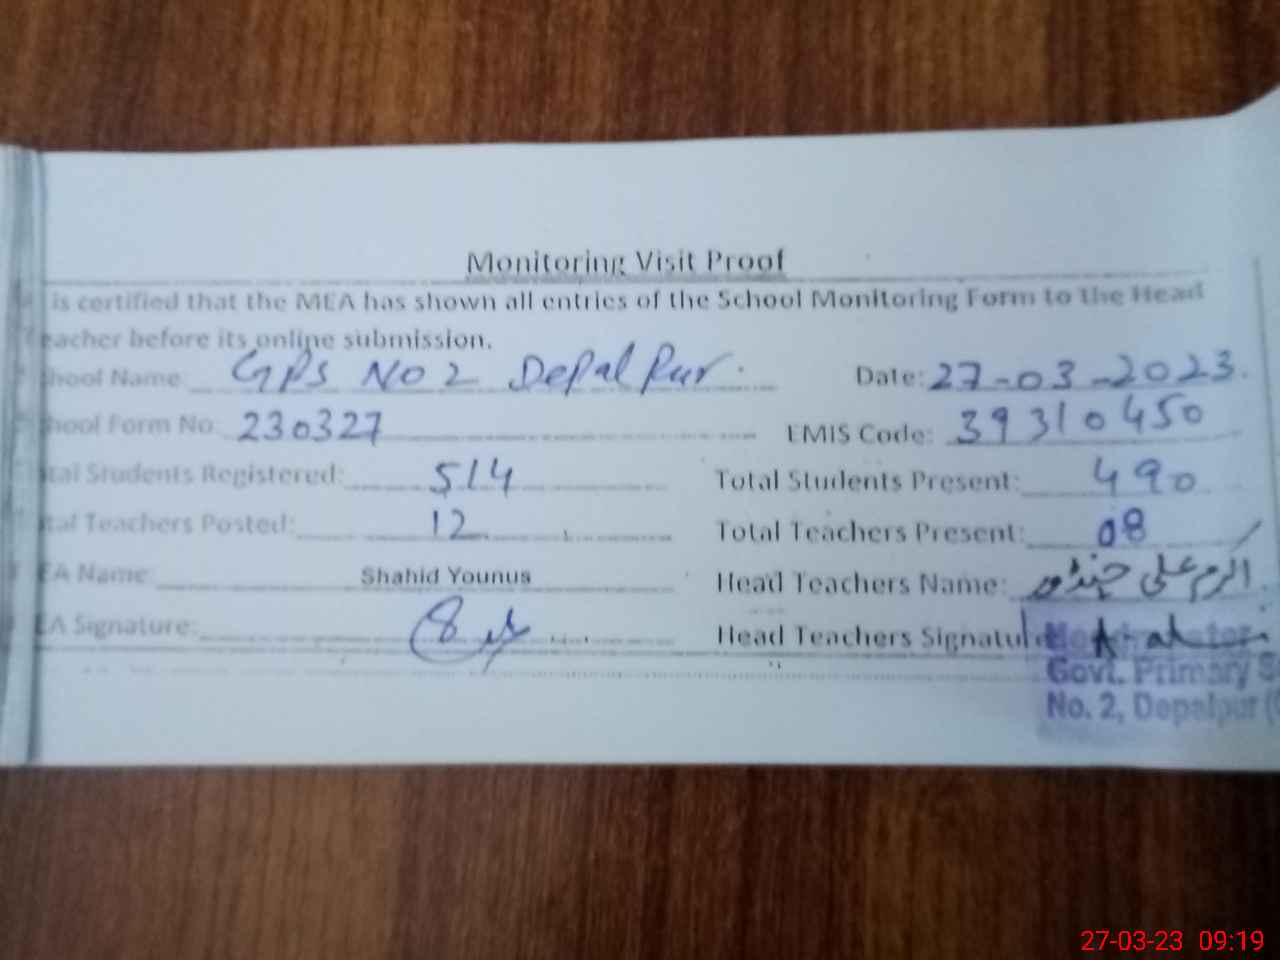 Monitoring Visit Proof
is certified that the MEA has shown all entries of the School Monitoring Form to the Head
eacher before its online submission.
hool Name: GPS NO 2 Depal Pur. Date: 27-03-2023.
hool Form No: 230327 EMIS Code: 39310450
tal Students Registered: 514 Total Students Present: 490
tal Teachers Posted: 12 Total Teachers Present: 08
EA Name: Shahid Younus Head Teachers Name: علی
EA Signature: Head Teachers Signatu
Headmaster
Govt. Primary S
No. 2, Depalpur (
27-03-23 09:19